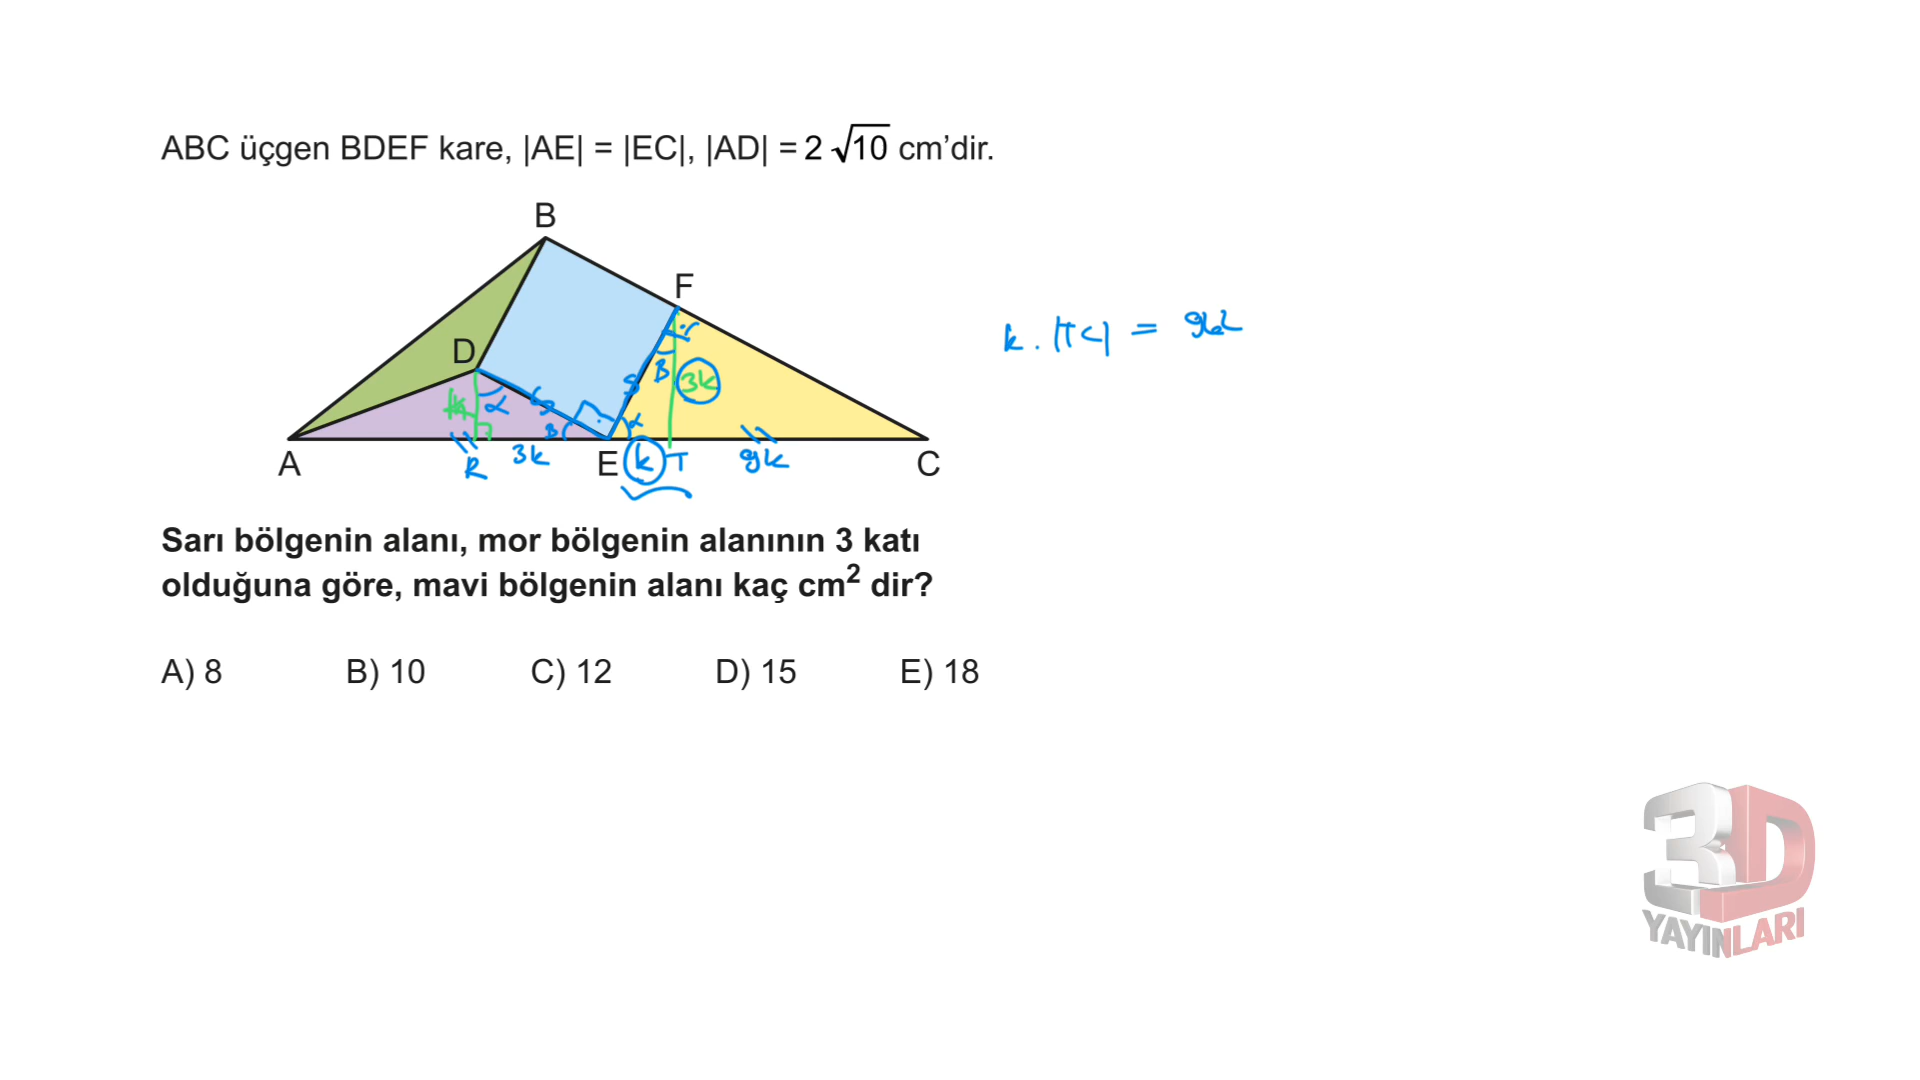 ABC üçgen BDEF kare, |AE| = |EC|, |AD| = 2√10 cm’dir.
B
F
k . |TC| = 9k²
D
S
B
3k
k
α
S
B
α
A
R
3k
E
k
T
9k
C
Sarı bölgenin alanı, mor bölgenin alanının 3 katı
olduğuna göre, mavi bölgenin alanı kaç cm² dir?
A) 8 B) 10 C) 12 D) 15 E) 18
3D
YAYINLARI